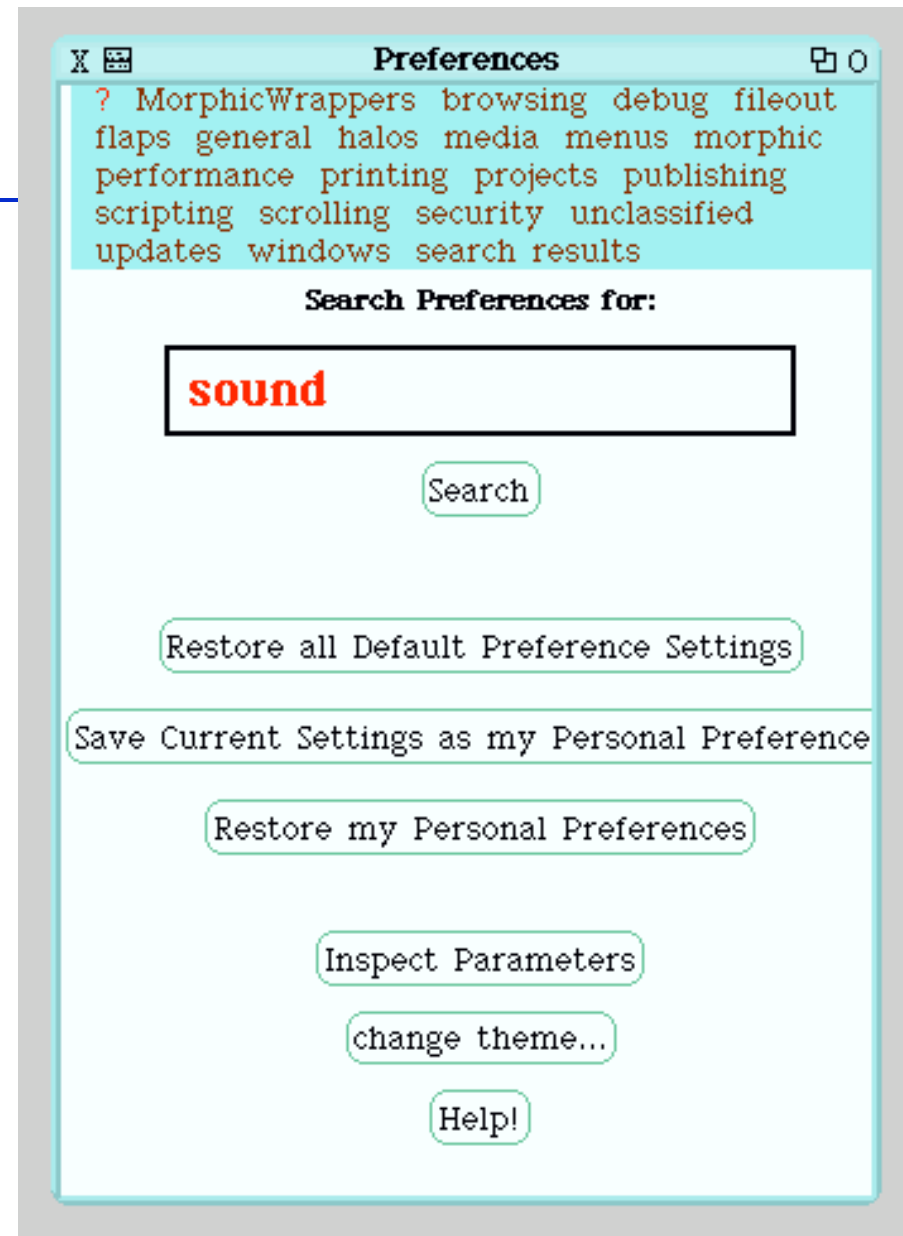 X Preferences O
? MorphicWrappers browsing debug fileout
flaps general halos media menus morphic
performance printing projects publishing
scripting scrolling security unclassified
updates windows search results
Search Preferences for:
sound
Search
Restore all Default Preference Settings
Save Current Settings as my Personal Preference
Restore my Personal Preferences
Inspect Parameters
change theme...
Help!